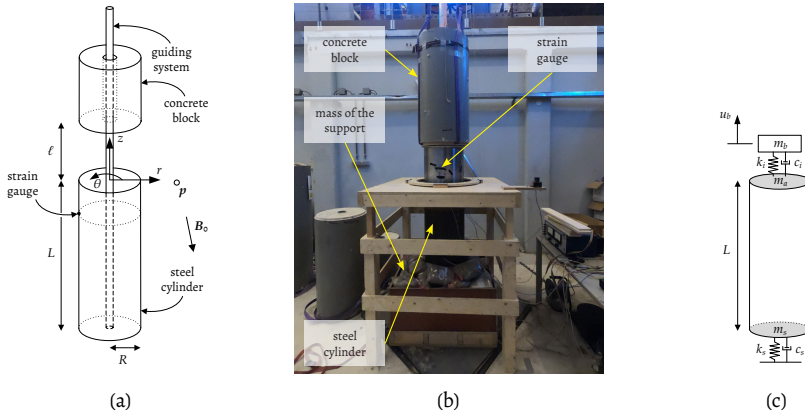 guiding
system
concrete
block
ℓ
z
strain
gauge
θ
r
p
B₀
L
steel
cylinder
R
(a)
concrete
block
strain
gauge
mass of the
support
steel
cylinder
(b)
u_b
m_b
k_i
c_i
m_a
L
m_s
k_s
c_s
(c)